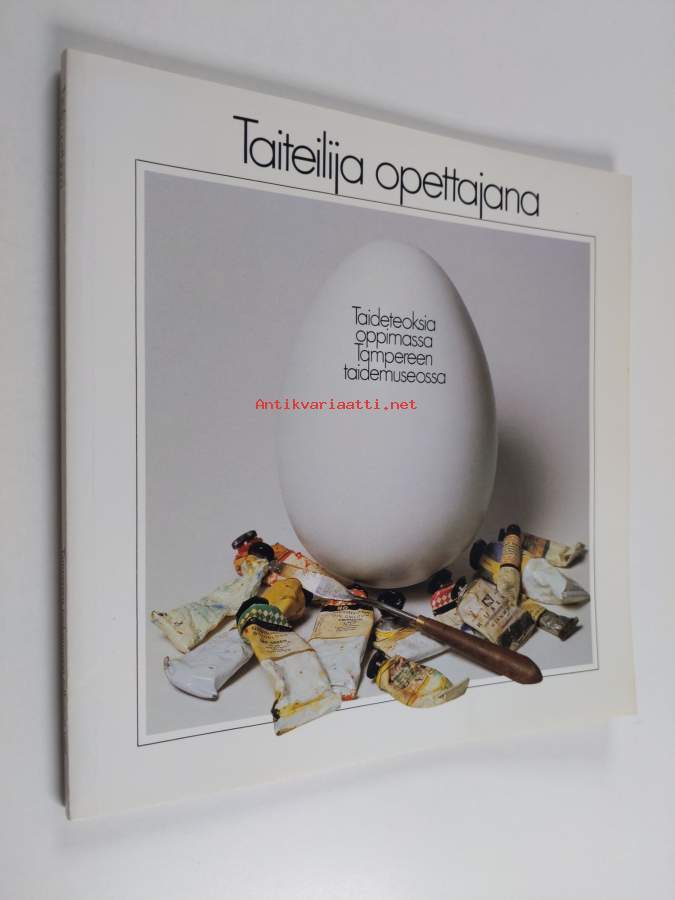 Taiteilija opettajana
Taideteoksia
oppimassa
Tampereen
taidemuseossa
Antikvariaatti.net